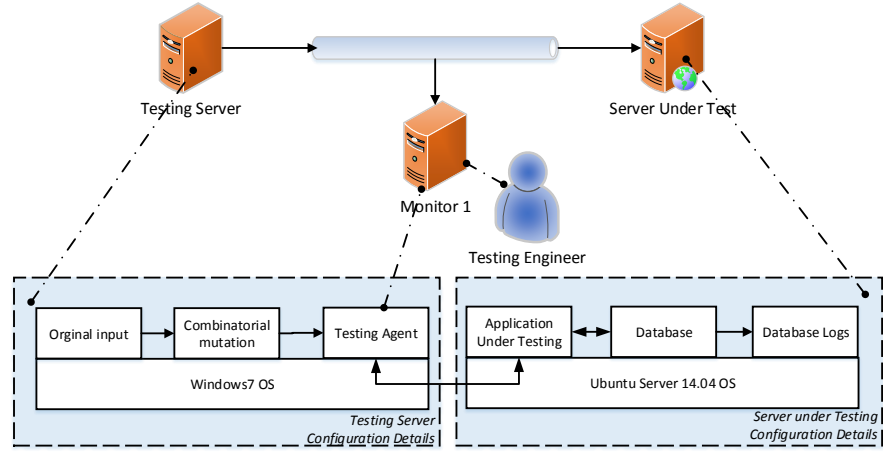 Testing Server
Server Under Test
Monitor 1
Testing Engineer
Orginal input
Combinatorial
mutation
Testing Agent
Windows7 OS
Testing Server
Configuration Details
Application
Under Testing
Database
Database Logs
Ubuntu Server 14.04 OS
Server under Testing
Configuration Details